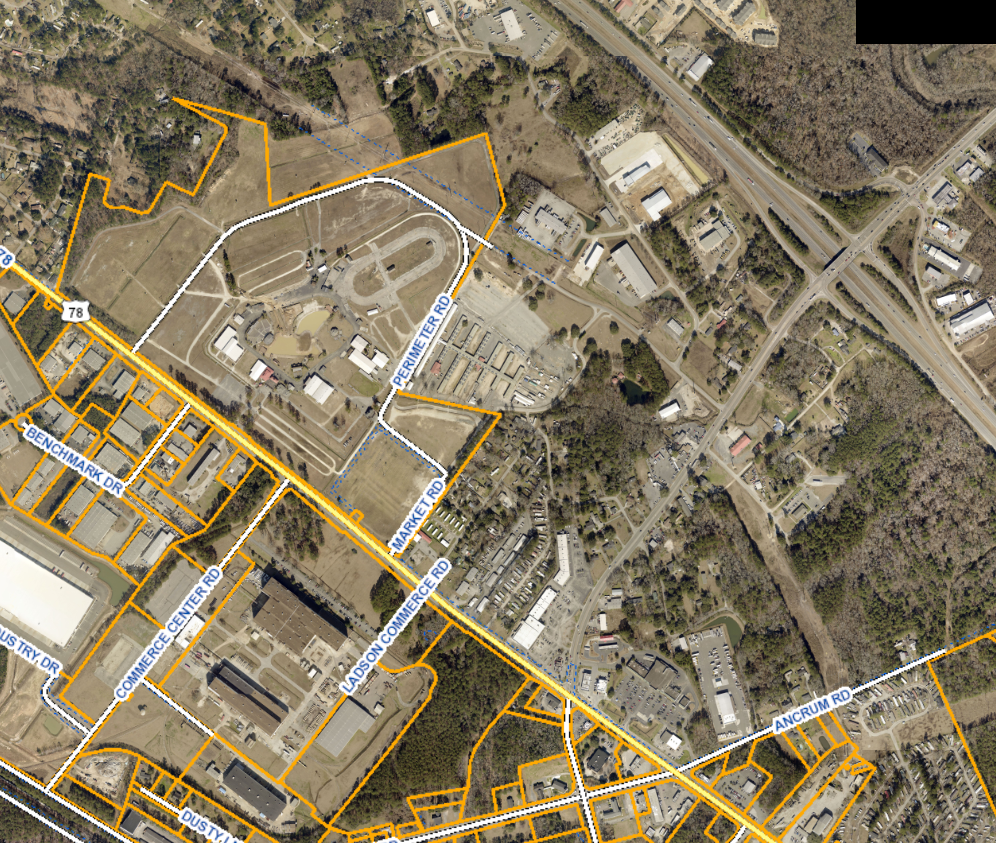 78
78
PERIMETER RD
BENCHMARK DR
MARKET RD
LADSON COMMERCE RD
COMMERCE CENTER RD
USTRY DR
ANCRUM RD
DUSTY L